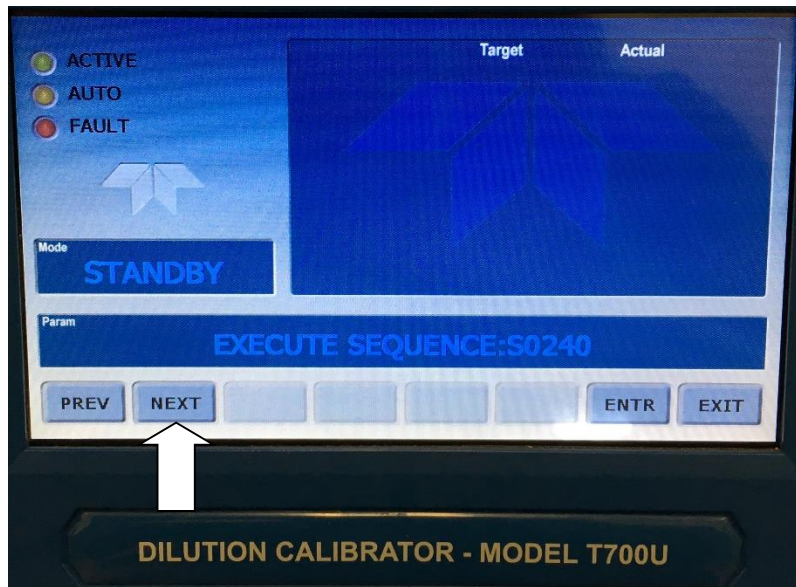 ACTIVE
AUTO
FAULT
Target Actual
Mode
STANDBY
Param
EXECUTE SEQUENCE:S0240
PREV NEXT ENTR EXIT
DILUTION CALIBRATOR - MODEL T700U